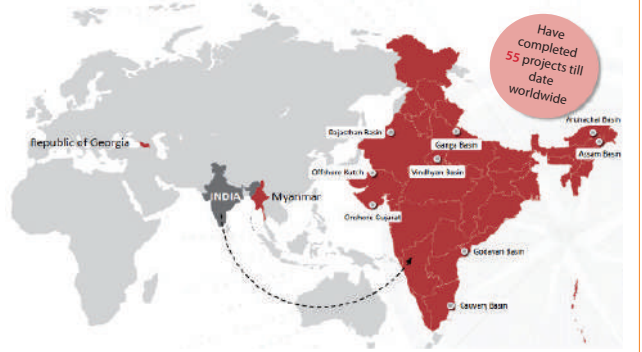 Have
completed
55 projects till
date
worldwide
Arunachal Basin
Rajasthan Basin
Republic of Georgia
Ganga Basin
Assam Basin
Offshore Kutch
Vindhyan Basin
INDIA
Myanmar
Onshore Gujarat
Godavari Basin
Cauvery Basin